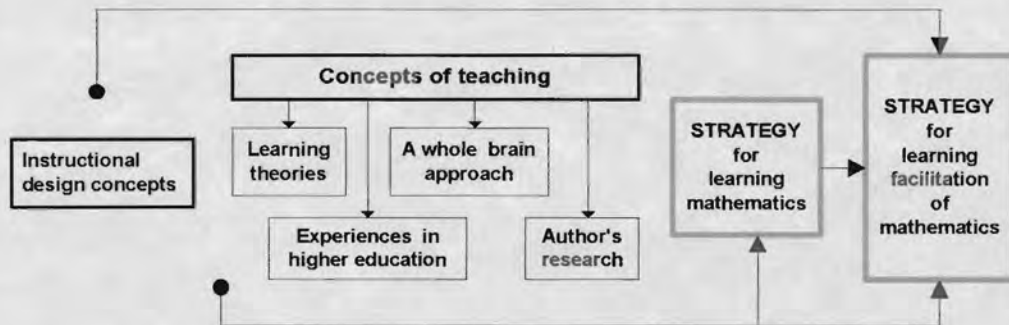 Concepts of teaching
Instructional
design concepts
Learning
theories
A whole brain
approach
Experiences in
higher education
Author's
research
STRATEGY
for
learning
mathematics
STRATEGY
for
learning
facilitation
of
mathematics